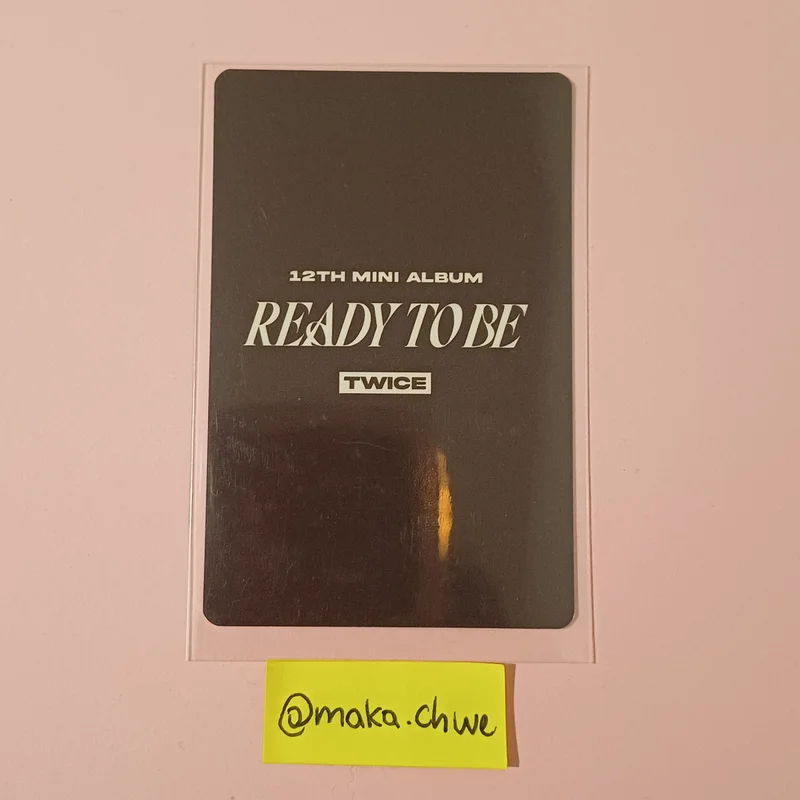 12TH MINI ALBUM
READY TO BE
TWICE
@maka.chwe